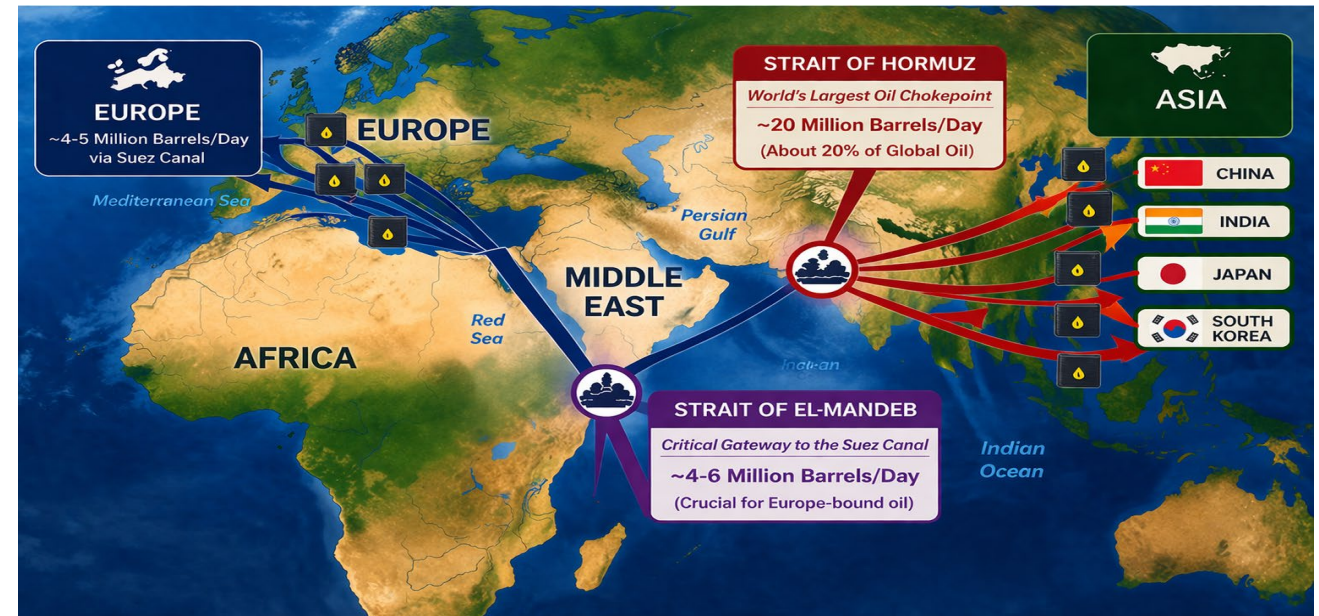 EUROPE
~4-5 Million Barrels/Day
via Suez Canal
Mediterranean Sea
EUROPE
STRAIT OF HORMUZ
World's Largest Oil Chokepoint
~20 Million Barrels/Day
(About 20% of Global Oil)
ASIA
CHINA
INDIA
JAPAN
SOUTH
KOREA
Persian
Gulf
MIDDLE
EAST
Red
Sea
AFRICA
STRAIT OF EL-MANDEB
Critical Gateway to the Suez Canal
~4-6 Million Barrels/Day
(Crucial for Europe-bound oil)
Indian
Ocean